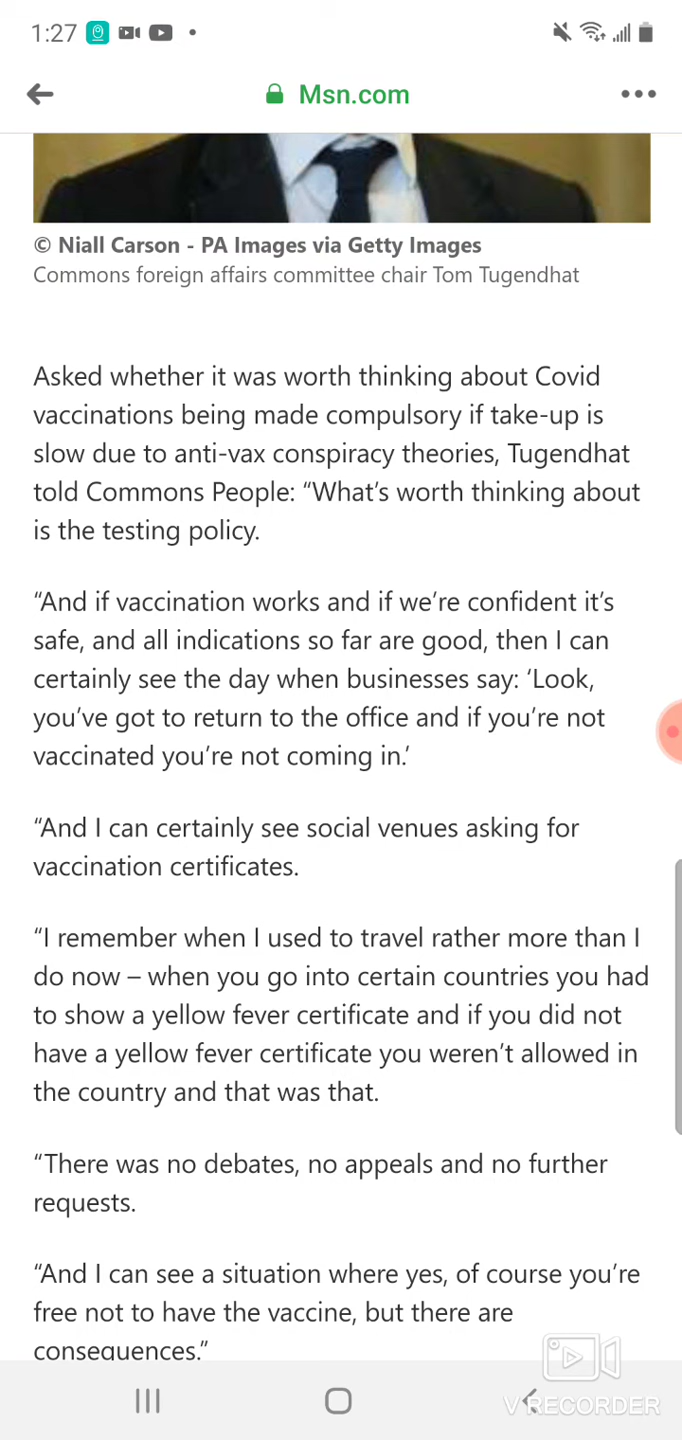 1:27
Msn.com
© Niall Carson - PA Images via Getty Images
Commons foreign affairs committee chair Tom Tugendhat
Asked whether it was worth thinking about Covid
vaccinations being made compulsory if take-up is
slow due to anti-vax conspiracy theories, Tugendhat
told Commons People: “What’s worth thinking about
is the testing policy.
“And if vaccination works and if we’re confident it’s
safe, and all indications so far are good, then I can
certainly see the day when businesses say: ‘Look,
you’ve got to return to the office and if you’re not
vaccinated you’re not coming in.’
“And I can certainly see social venues asking for
vaccination certificates.
“I remember when I used to travel rather more than I
do now – when you go into certain countries you had
to show a yellow fever certificate and if you did not
have a yellow fever certificate you weren’t allowed in
the country and that was that.
“There was no debates, no appeals and no further
requests.
“And I can see a situation where yes, of course you’re
free not to have the vaccine, but there are
consequences.”
V RECORDER